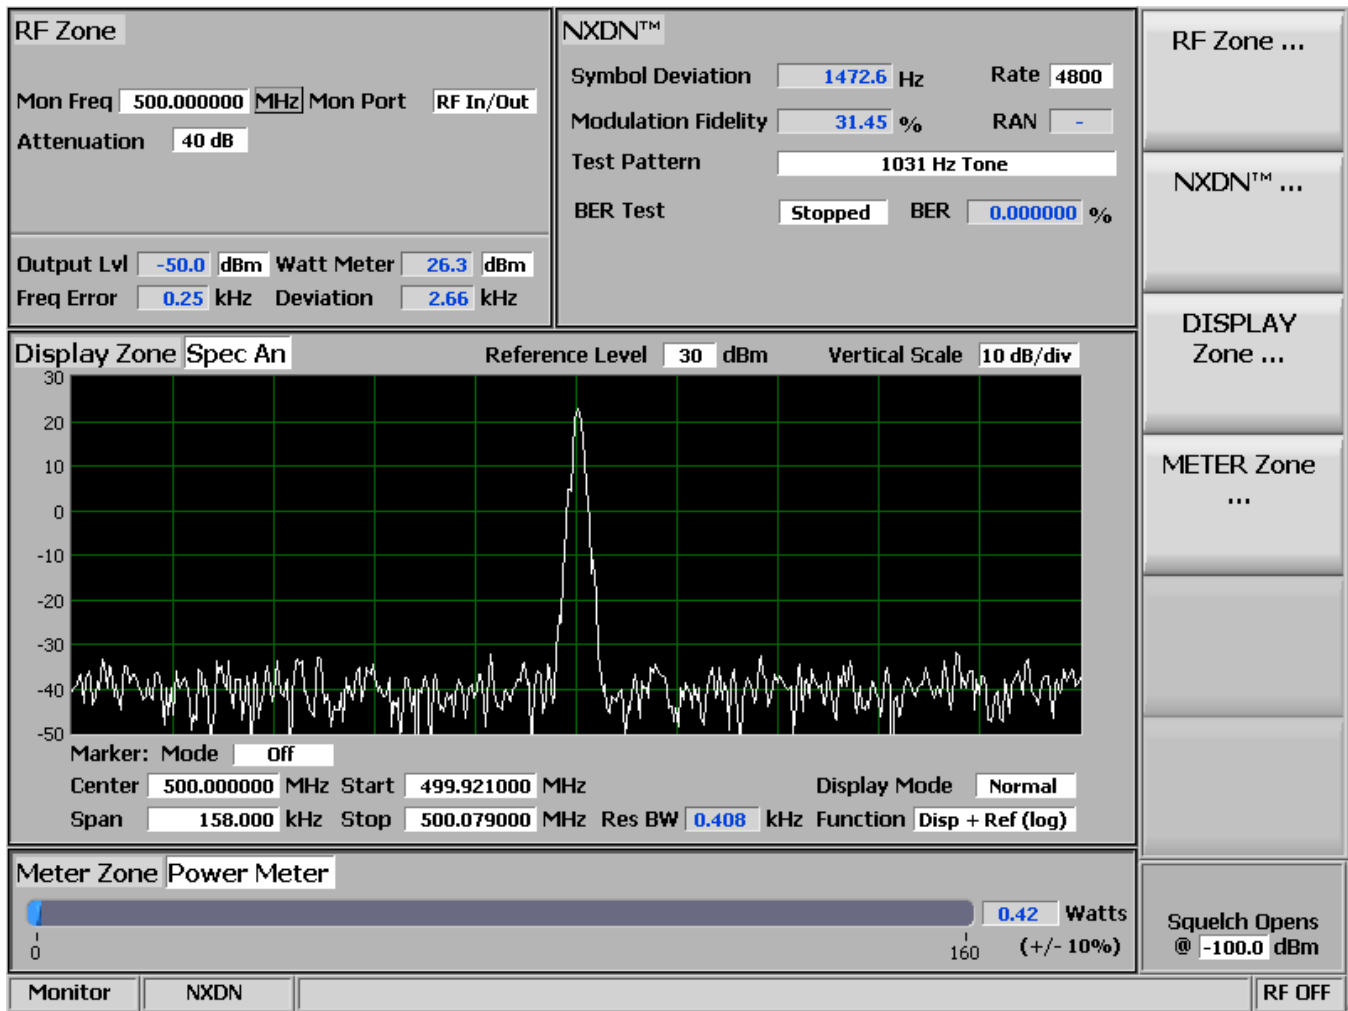 RF Zone
Mon Freq 500.000000 MHz Mon Port RF In/Out
Attenuation 40 dB
Output Lvl -50.0 dBm Watt Meter 26.3 dBm
Freq Error 0.25 kHz Deviation 2.66 kHz
NXDN™
Symbol Deviation 1472.6 Hz Rate 4800
Modulation Fidelity 31.45 % RAN -
Test Pattern 1031 Hz Tone
BER Test Stopped BER 0.000000 %
Display Zone Spec An Reference Level 30 dBm Vertical Scale 10 dB/div
30
20
10
0
-10
-20
-30
-40
-50
Marker: Mode Off
Center 500.000000 MHz Start 499.921000 MHz Display Mode Normal
Span 158.000 kHz Stop 500.079000 MHz Res BW 0.408 kHz Function Disp + Ref (log)
Meter Zone Power Meter
0.42 Watts
0 160 (+/- 10%)
RF Zone ...
NXDN™ ...
DISPLAY
Zone ...
METER Zone
...
Squelch Opens
@ -100.0 dBm
Monitor NXDN RF OFF